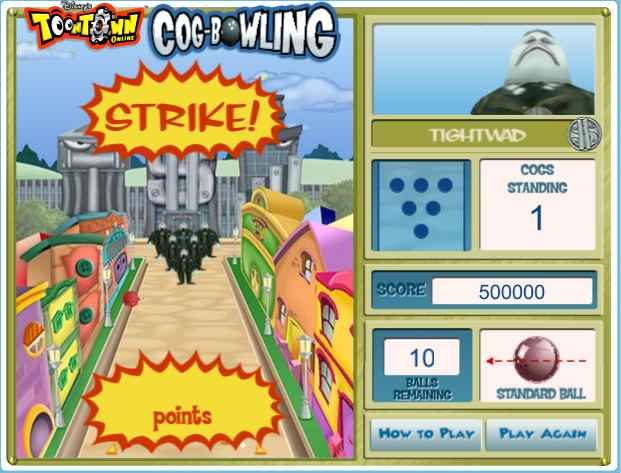 Disney's
TOONTOWN
ONLINE
COG-BOWLING
STRIKE!
TIGHTWAD
COGS
STANDING
1
SCORE
500000
10
BALLS
REMAINING
STANDARD BALL
points
HOW TO PLAY
PLAY AGAIN